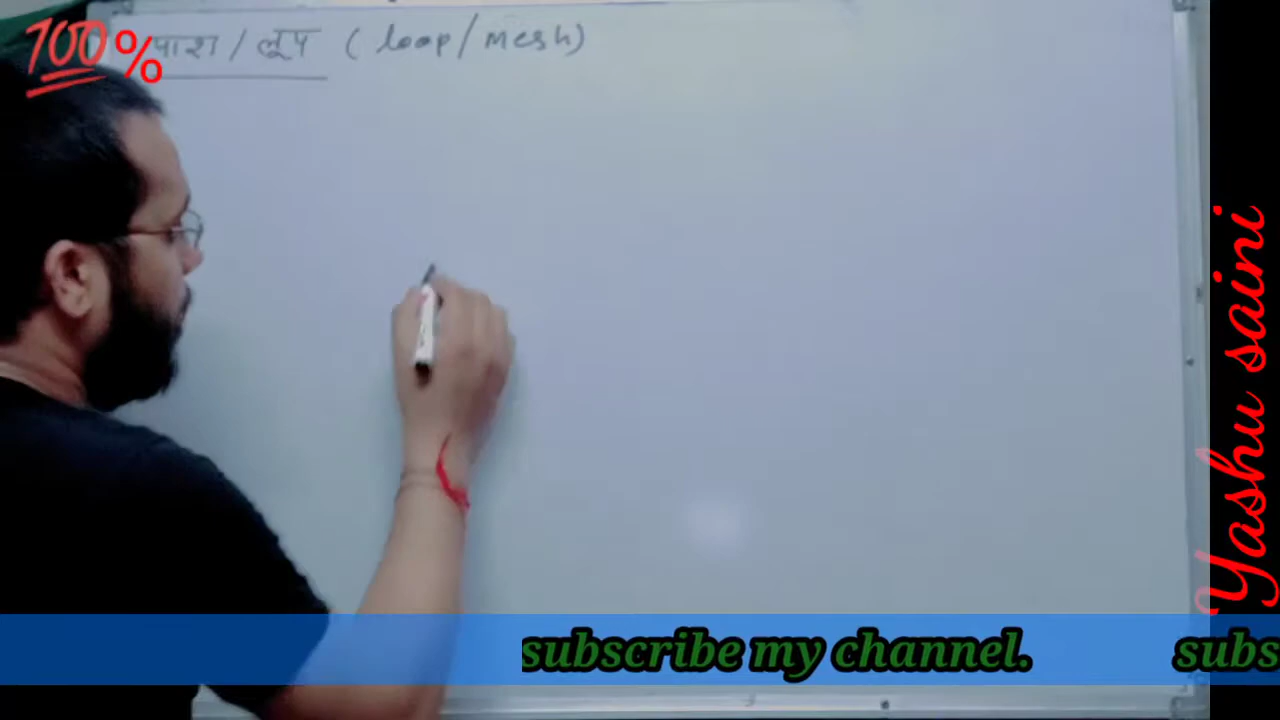 100%
पाश / लूप ( loop/mesh)
Yashu saini
subscribe my channel.
subs